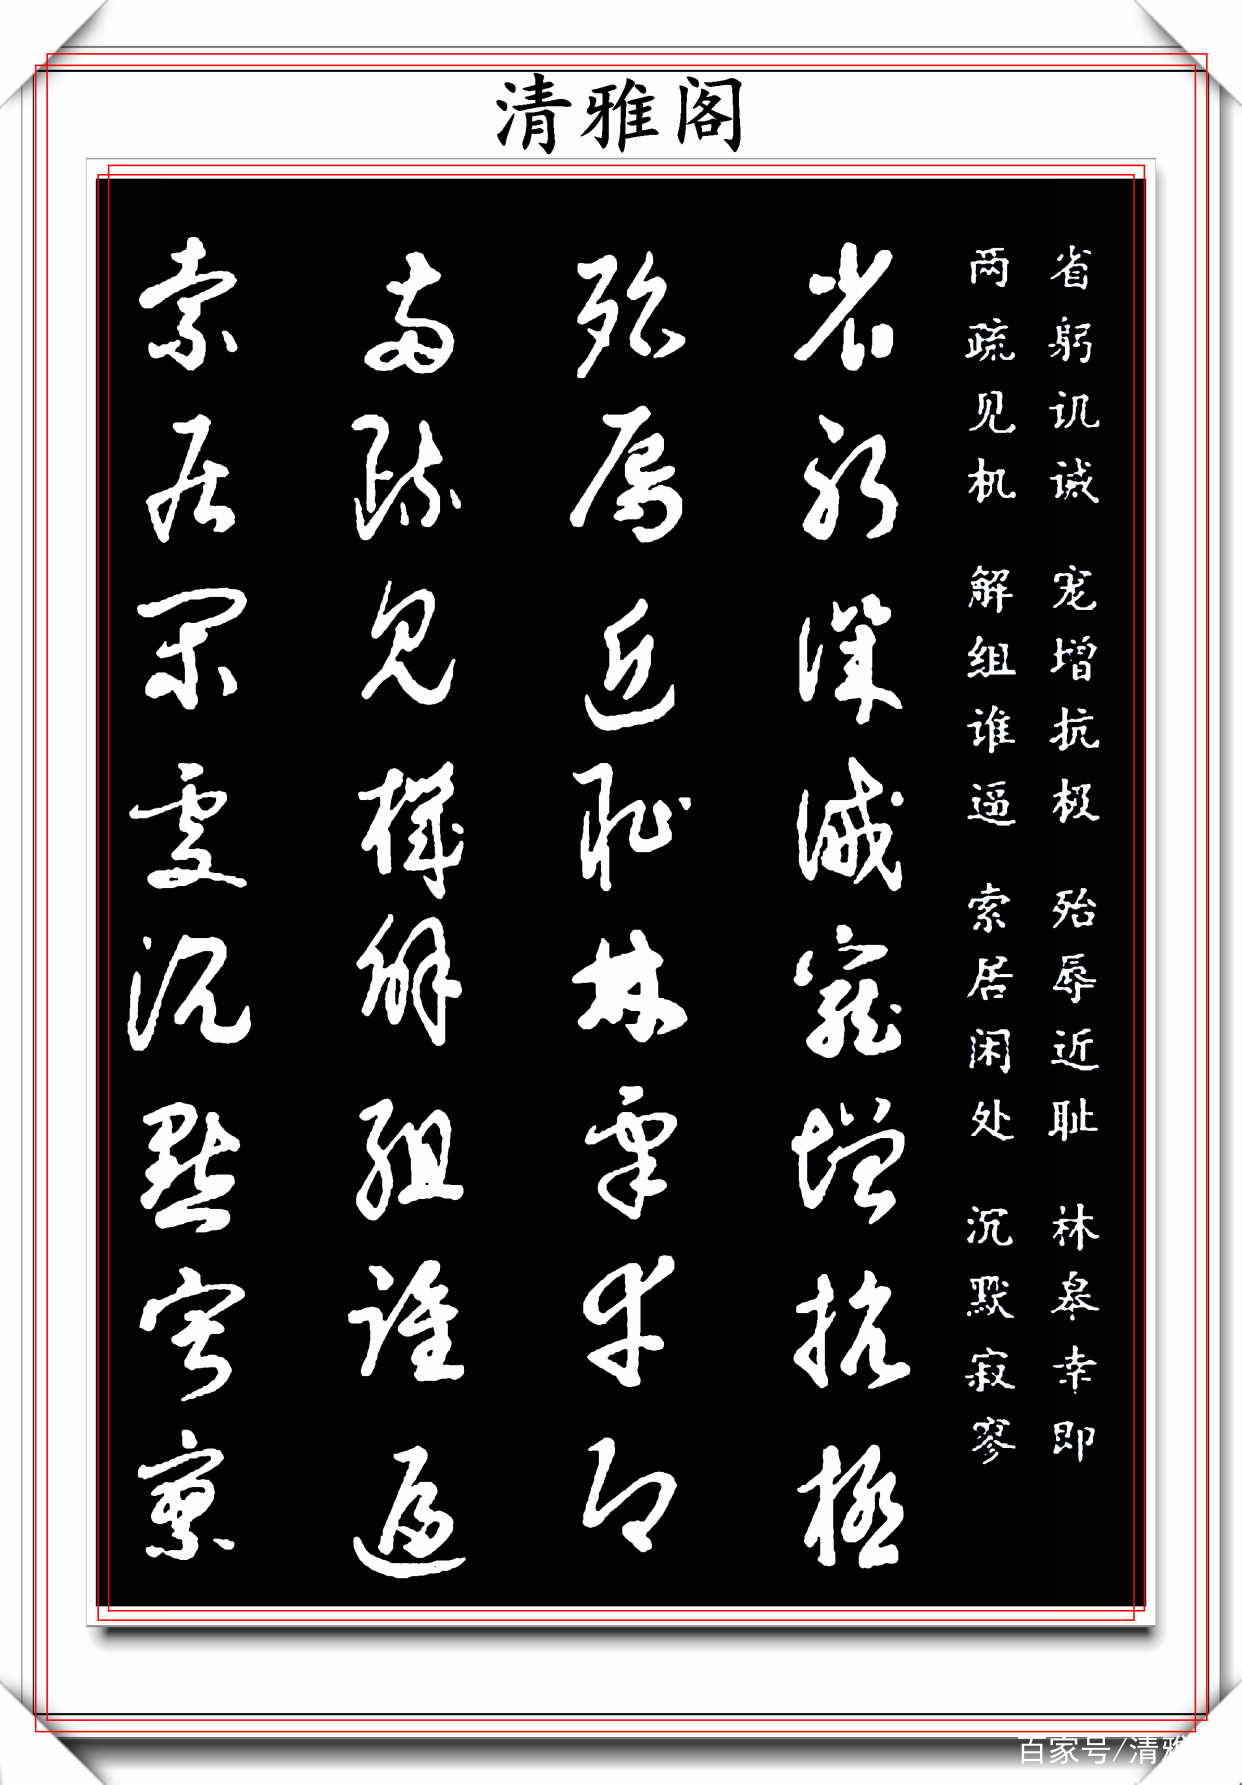 清雅阁
省躬讥诫 宠增抗极 殆辱近耻 林皋幸即
两疏见机 解组谁逼 索居闲处 沉默寂寥
省躬讥诫宠增抗极
殆辱近耻林皋幸即
两疏见机解组谁逼
索居闲处沉默寂寥
百家号/清雅